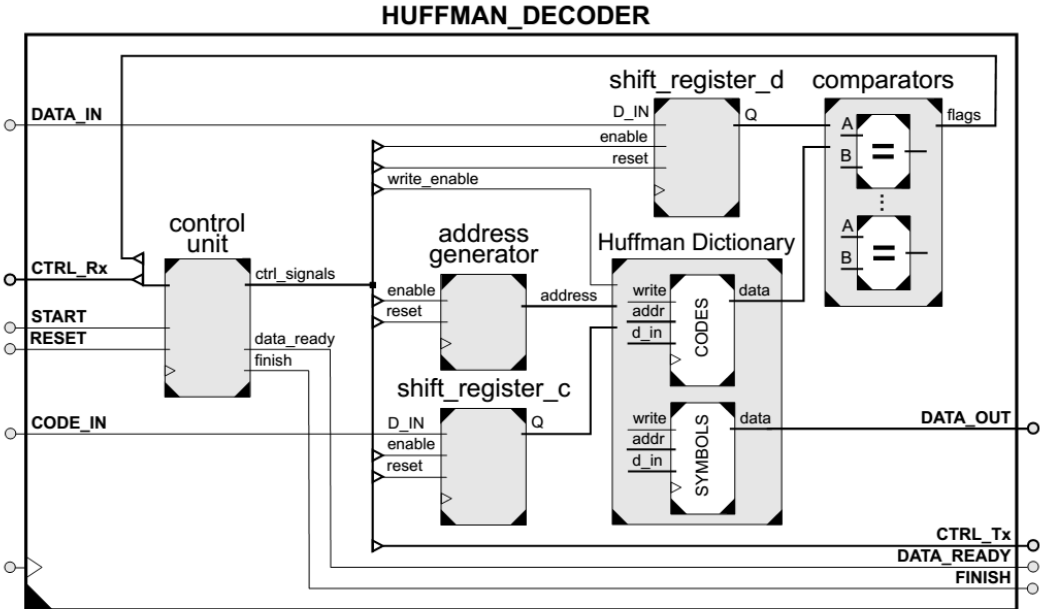 HUFFMAN_DECODER
shift_register_d
comparators
DATA_IN
D_IN
Q
flags
enable
reset
write_enable
A
=
B
⋮
A
=
B
control
unit
address
generator
Huffman Dictionary
CTRL_Rx
ctrl_signals
enable
reset
address
write
addr
d_in
CODES
data
START
RESET
data_ready
finish
shift_register_c
CODE_IN
D_IN
enable
reset
Q
write
addr
d_in
SYMBOLS
data
DATA_OUT
CTRL_Tx
DATA_READY
FINISH